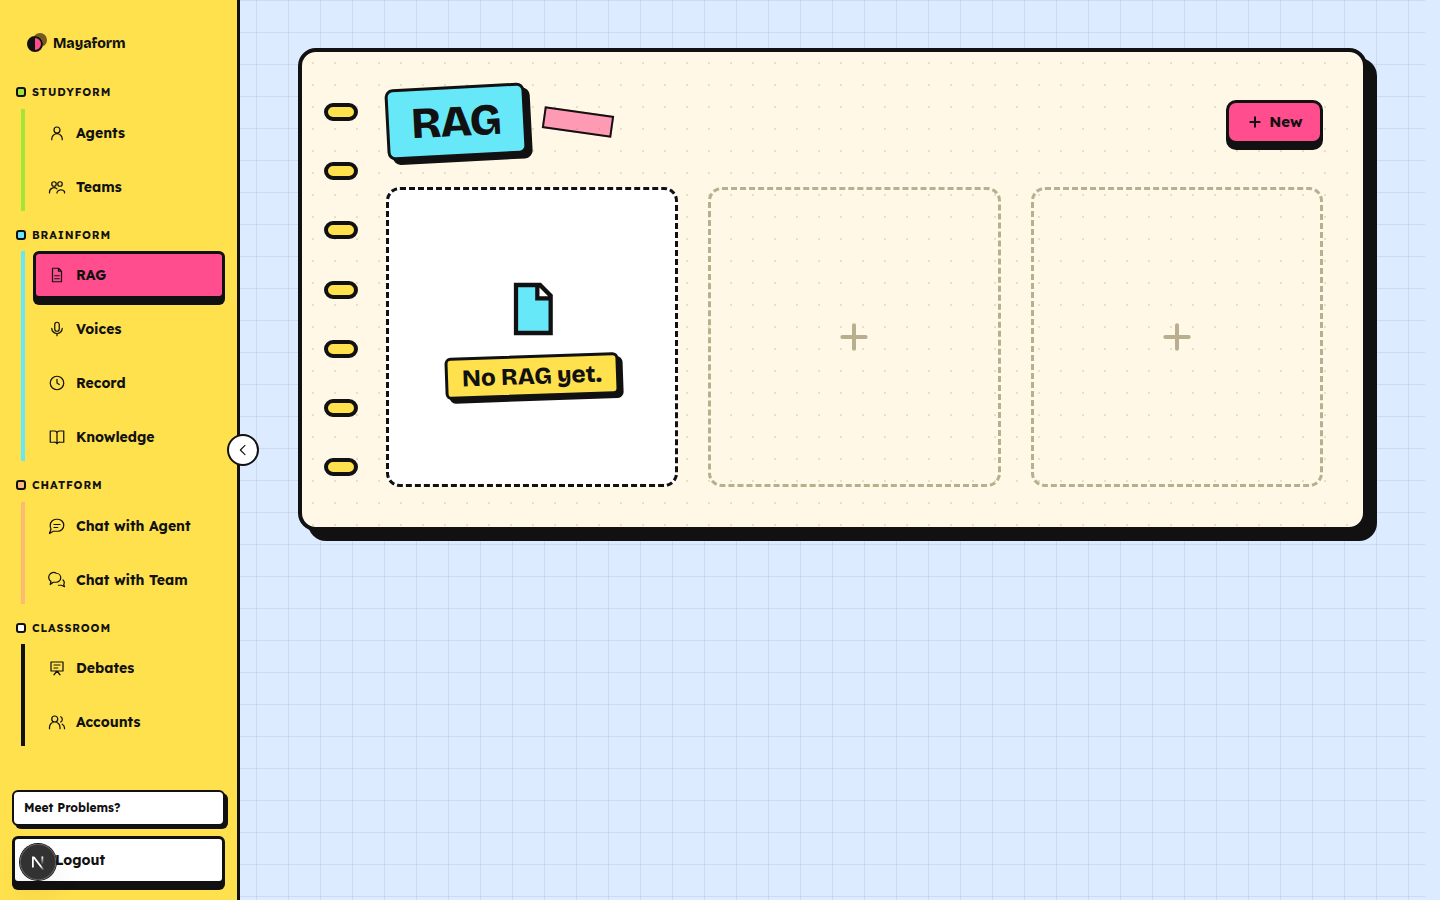 Mayaform
STUDYFORM
Agents
Teams
BRAINFORM
RAG
Voices
Record
Knowledge
CHATFORM
Chat with Agent
Chat with Team
CLASSROOM
Debates
Accounts
Meet Problems?
N
Logout
RAG
+ New
No RAG yet.
+
+